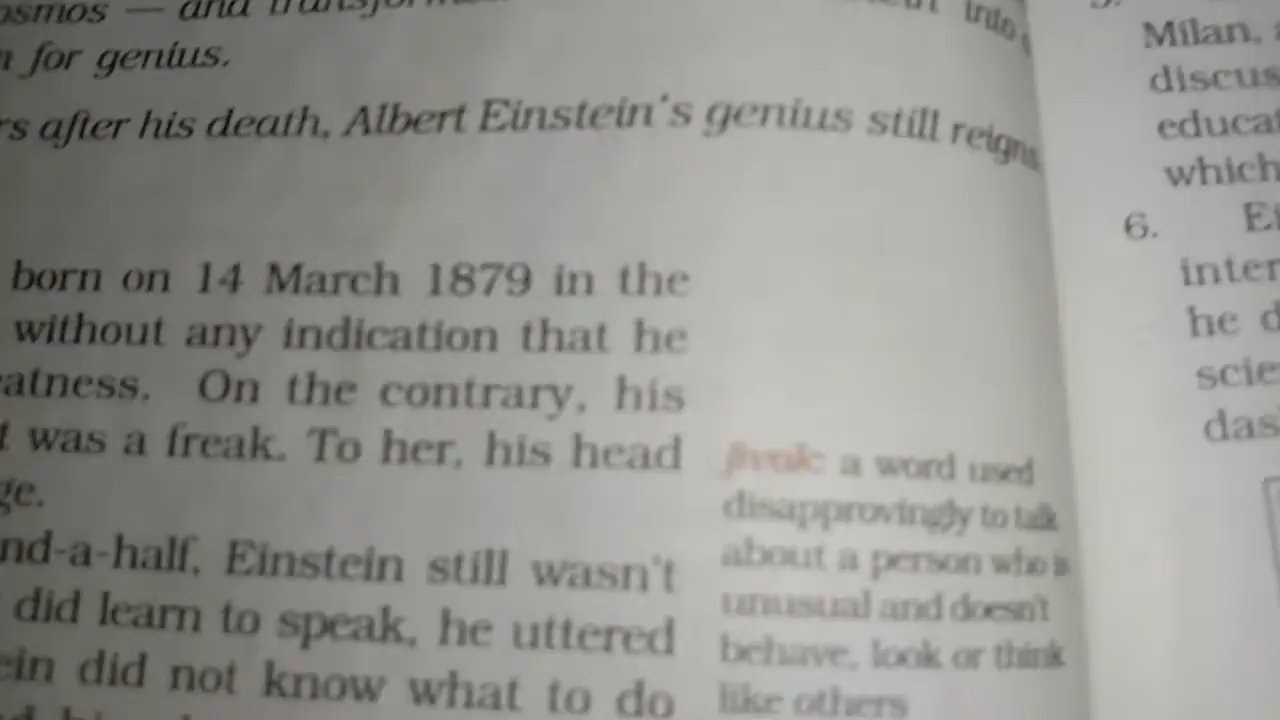 osmos — and
for genius.
after his death, Albert Einstein's genius still reigns
born on 14 March 1879 in the
without any indication that he
eatness. On the contrary, his
t was a freak. To her, his head
ge.
nd-a-half, Einstein still wasn't
did learn to speak, he uttered
ein did not know what to do
freak: a word used
disapprovingly to talk
about a person who is
unusual and doesn't
behave, look or think
like others
Milan,
discus
educat
which
6. Ei
inter
he d
scie
das